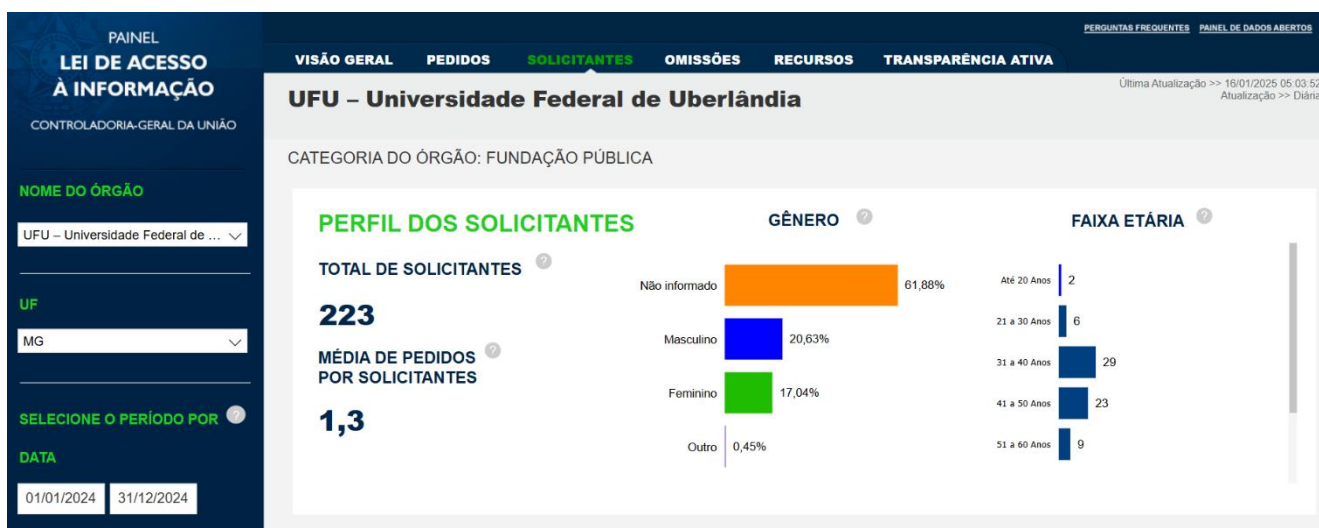 PAINEL
LEI DE ACESSO
À INFORMAÇÃO
CONTROLADORIA-GERAL DA UNIÃO
NOME DO ÓRGÃO
UFU – Universidade Federal de ...
UF
MG
SELECIONE O PERÍODO POR ?
DATA
01/01/2024 31/12/2024
PERGUNTAS FREQUENTES PAINEL DE DADOS ABERTOS
VISÃO GERAL PEDIDOS SOLICITANTES OMISSÕES RECURSOS TRANSPARÊNCIA ATIVA
UFU – Universidade Federal de Uberlândia
Última Atualização >> 16/01/2025 05:03:52
Atualização >> Diária
CATEGORIA DO ÓRGÃO: FUNDAÇÃO PÚBLICA
PERFIL DOS SOLICITANTES
TOTAL DE SOLICITANTES ?
223
MÉDIA DE PEDIDOS ?
POR SOLICITANTES
1,3
GÊNERO ?
Não informado 61,88%
Masculino 20,63%
Feminino 17,04%
Outro 0,45%
FAIXA ETÁRIA ?
Até 20 Anos 2
21 a 30 Anos 6
31 a 40 Anos 29
41 a 50 Anos 23
51 a 60 Anos 9